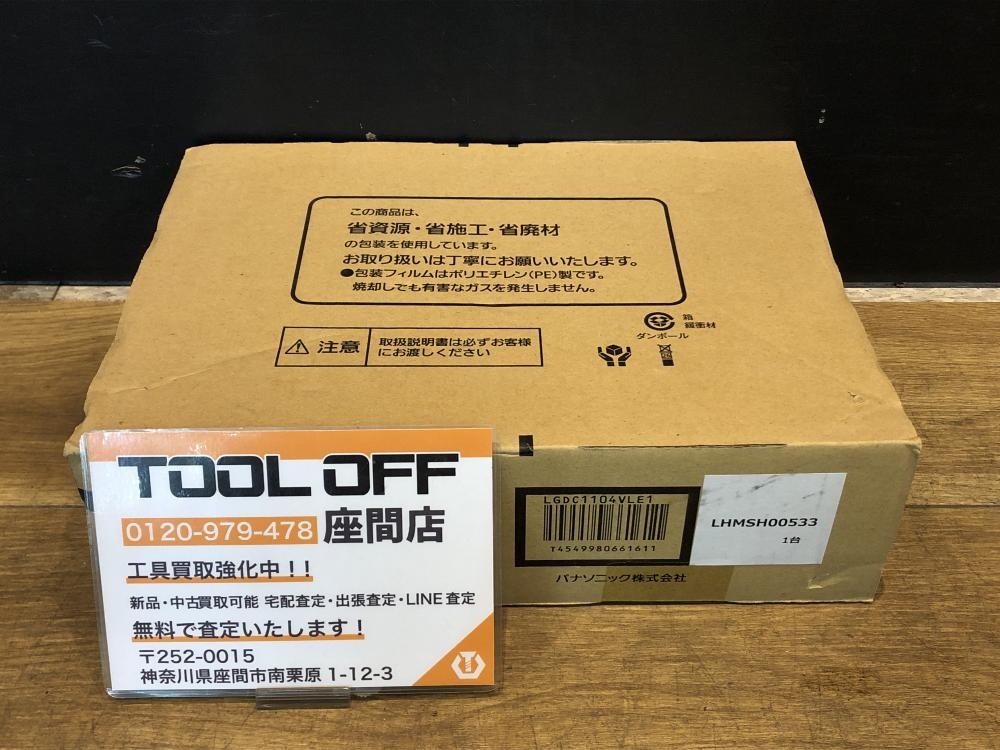 この商品は、
省資源・省施工・省廃材
の包装を使用しています。
お取り扱いは丁寧にお願いいたします。
●包装フィルムはポリエチレン(PE)製です。
焼却しても有害なガスを発生しません。
注意
取扱説明書は必ずお客様
にお渡しください
箱
緩衝材
ダンボール
TOOL OFF
0120-979-478 座間店
工具買取強化中!!
新品・中古買取可能 宅配査定・出張査定・LINE査定
無料で査定いたします!
〒252-0015
神奈川県座間市南栗原1-12-3
LGDC1104VLE1
T4549980661611
パナソニック株式会社
LHMSH00533
1台